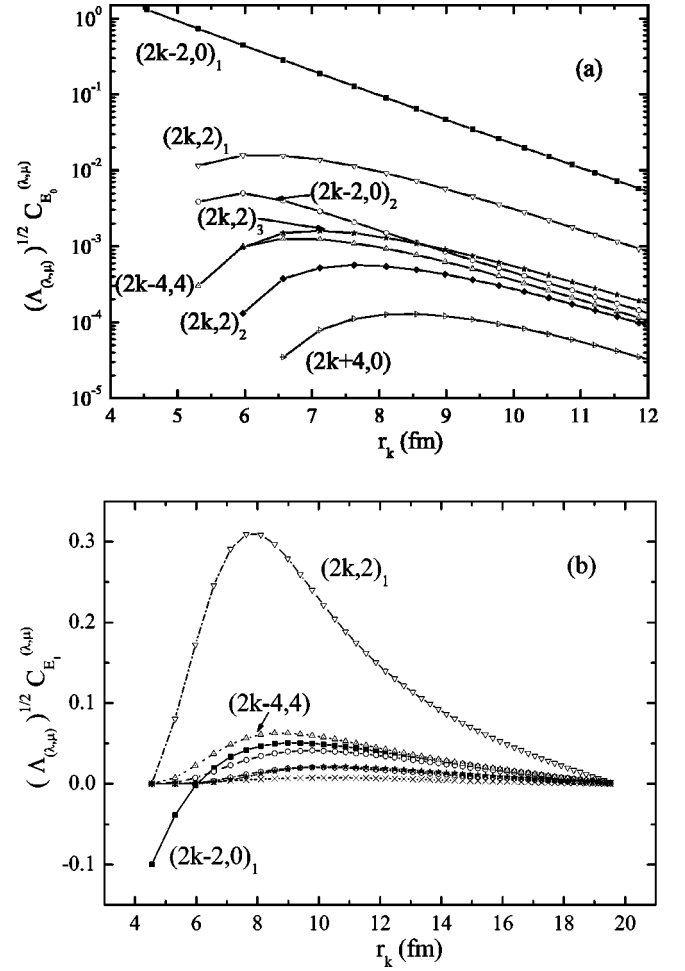 10⁰
(a)
(2k-2,0)₁
10⁻¹
(2k,2)₁
10⁻²
(2k-2,0)₂
(2k,2)₃
10⁻³
(2k-4,4)
(2k,2)₂
10⁻⁴
(2k+4,0)
10⁻⁵
(Λ(λ,μ))^1/2 C_E₀^(λ,μ)
4 5 6 7 8 9 10 11 12
r_k (fm)
(b)
0.3
(2k,2)₁
0.2
(2k-4,4)
0.1
0.0
(2k-2,0)₁
-0.1
(Λ(λ,μ))^1/2 C_E₁^(λ,μ)
4 6 8 10 12 14 16 18 20
r_k (fm)